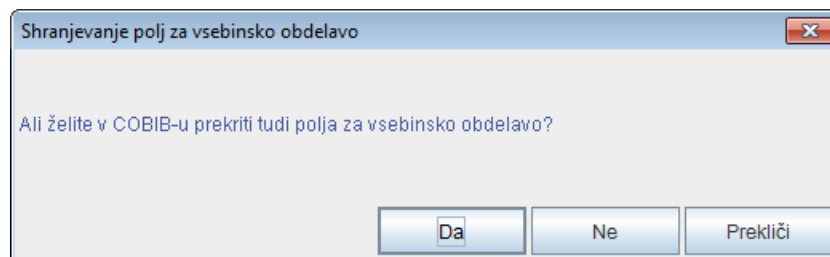 Shranjevanje polj za vsebinsko obdelavo
Ali želite v COBIB-u prekriti tudi polja za vsebinsko obdelavo?
Da
Ne
Prekliči